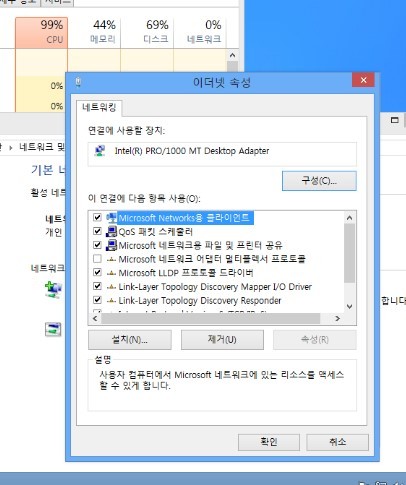 99% 44% 69% 0%
CPU 메모리 디스크 네트워크
0%
0%
이더넷 속성
네트워킹
연결에 사용할 장치:
Intel(R) PRO/1000 MT Desktop Adapter
구성(C)...
이 연결에 다음 항목 사용(O):
Microsoft Networks용 클라이언트
QoS 패킷 스케줄러
Microsoft 네트워크용 파일 및 프린터 공유
Microsoft 네트워크 어댑터 멀티플렉서 프로토콜
Microsoft LLDP 프로토콜 드라이버
Link-Layer Topology Discovery Mapper I/O Driver
Link-Layer Topology Discovery Responder
설치(N)... 제거(U) 속성(R)
설명
사용자 컴퓨터에서 Microsoft 네트워크에 있는 리소스를 액세스
할 수 있게 합니다.
확인 취소
네트워크 및
기본 네
활성 네트
네트
개인
네트워크
합니다